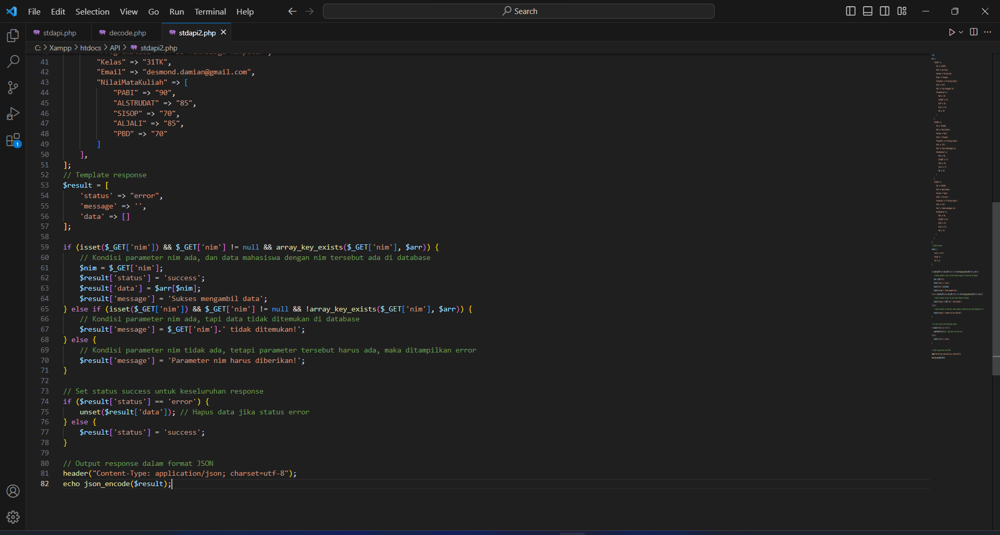 File Edit Selection View Go Run Terminal Help
Search
stdapi.php decode.php stdapi2.php
C: > Xampp > htdocs > API > stdapi2.php
41 "Kelas" => "31TK",
42 "Email" => "desmond.damian@gmail.com",
43 "NilaiMataKuliah" => [
44 "PABI" => "90",
45 "ALSTRUDAT" => "85",
46 "SISOP" => "70",
47 "ALJALI" => "85",
48 "PBD" => "70"
49 ]
50 ],
51 ];
52 // Template response
53 $result = [
54 'status' => "error",
55 'message' => '',
56 'data' => []
57 ];
58
59 if (isset($_GET['nim']) && $_GET['nim'] != null && array_key_exists($_GET['nim'], $arr)) {
60 // Kondisi parameter nim ada, dan data mahasiswa dengan nim tersebut ada di database
61 $nim = $_GET['nim'];
62 $result['status'] = 'success';
63 $result['data'] = $arr[$nim];
64 $result['message'] = 'Sukses mengambil data';
65 } else if (isset($_GET['nim']) && $_GET['nim'] != null && !array_key_exists($_GET['nim'], $arr)) {
66 // Kondisi parameter nim ada, tapi data tidak ditemukan di database
67 $result['message'] = $_GET['nim'].' tidak ditemukan!';
68 } else {
69 // Kondisi parameter nim tidak ada, tetapi parameter tersebut harus ada, maka ditampilkan error
70 $result['message'] = 'Parameter nim harus diberikan!';
71 }
72
73 // Set status success untuk keseluruhan response
74 if ($result['status'] == 'error') {
75 unset($result['data']); // Hapus data jika status error
76 } else {
77 $result['status'] = 'success';
78 }
79
80 // Output response dalam format JSON
81 header("Content-Type: application/json; charset=utf-8");
82 echo json_encode($result);
1